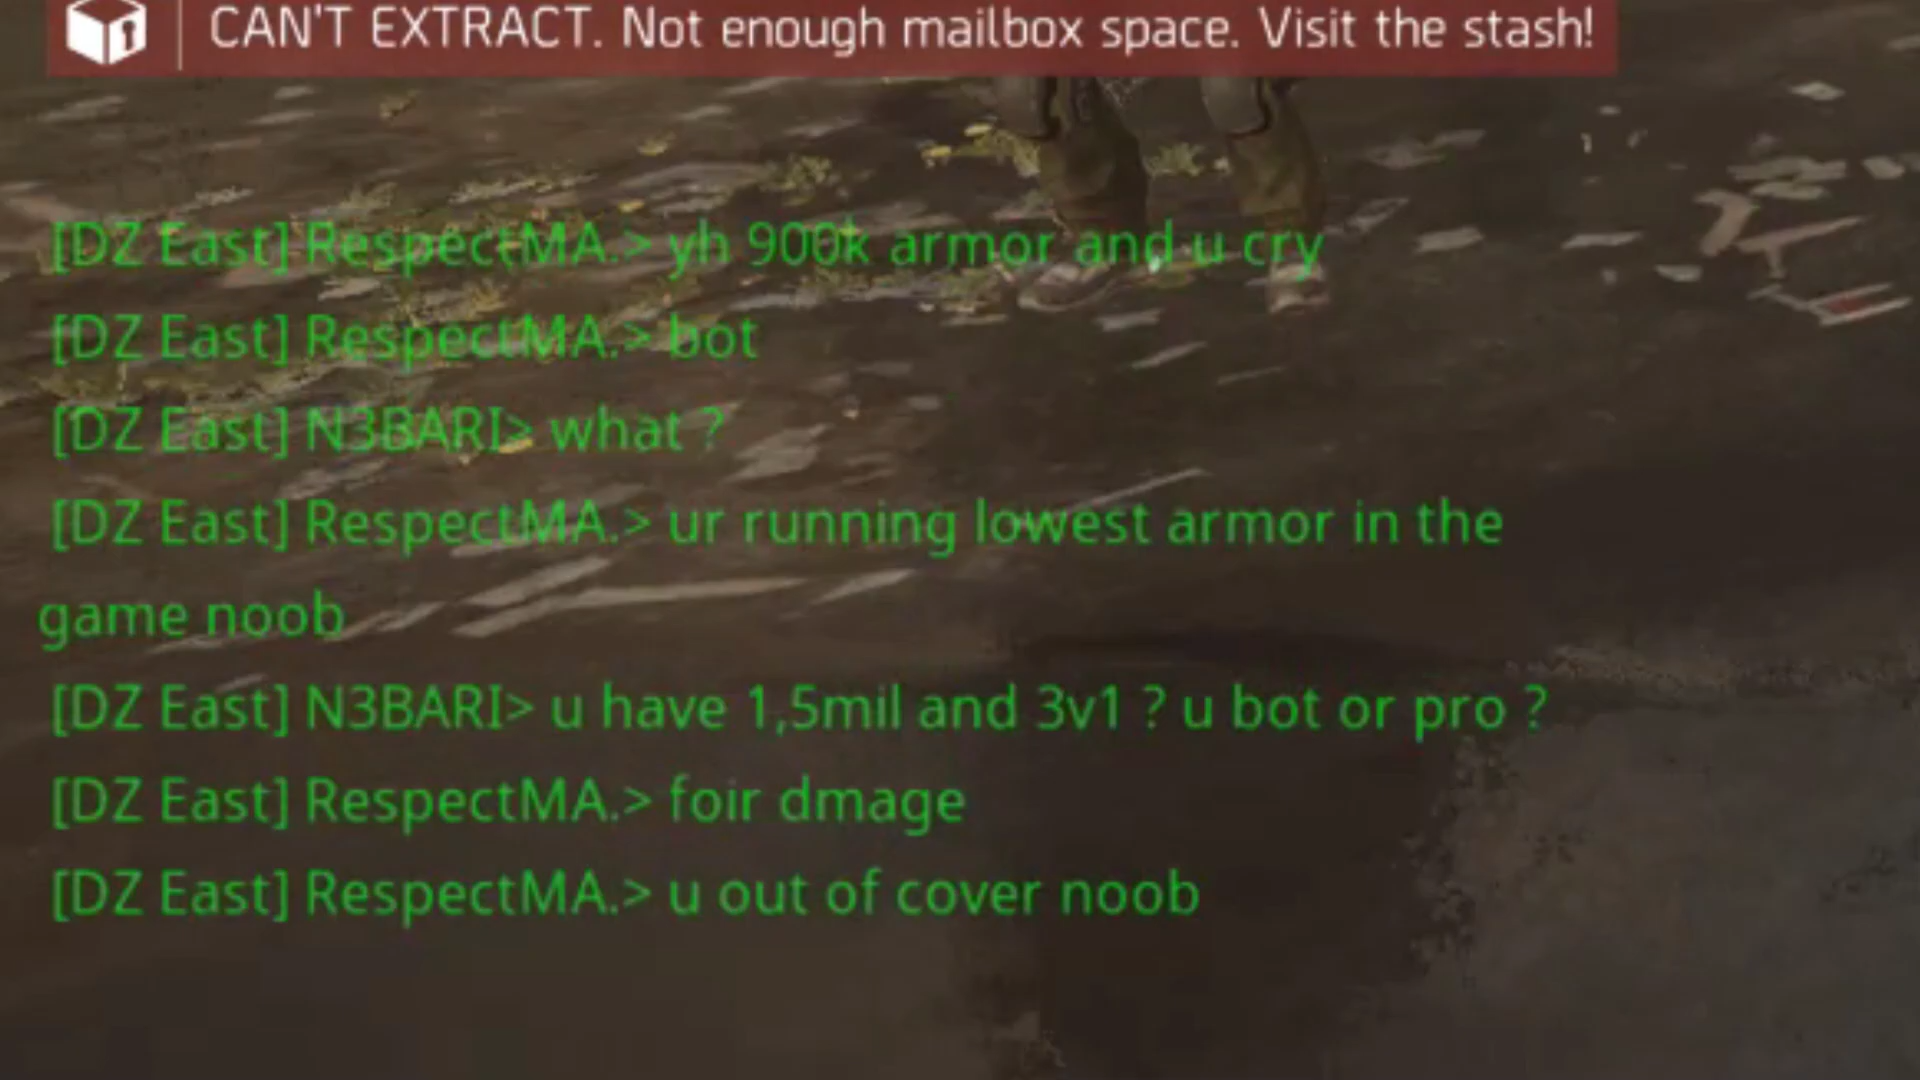 CAN'T EXTRACT. Not enough mailbox space. Visit the stash!
[DZ East] RespectMA.> yh 900k armor and u cry
[DZ East] RespectMA.> bot
[DZ East] N3BARI> what ?
[DZ East] RespectMA.> ur running lowest armor in the
game noob
[DZ East] N3BARI> u have 1,5mil and 3v1 ? u bot or pro ?
[DZ East] RespectMA.> foir dmage
[DZ East] RespectMA.> u out of cover noob